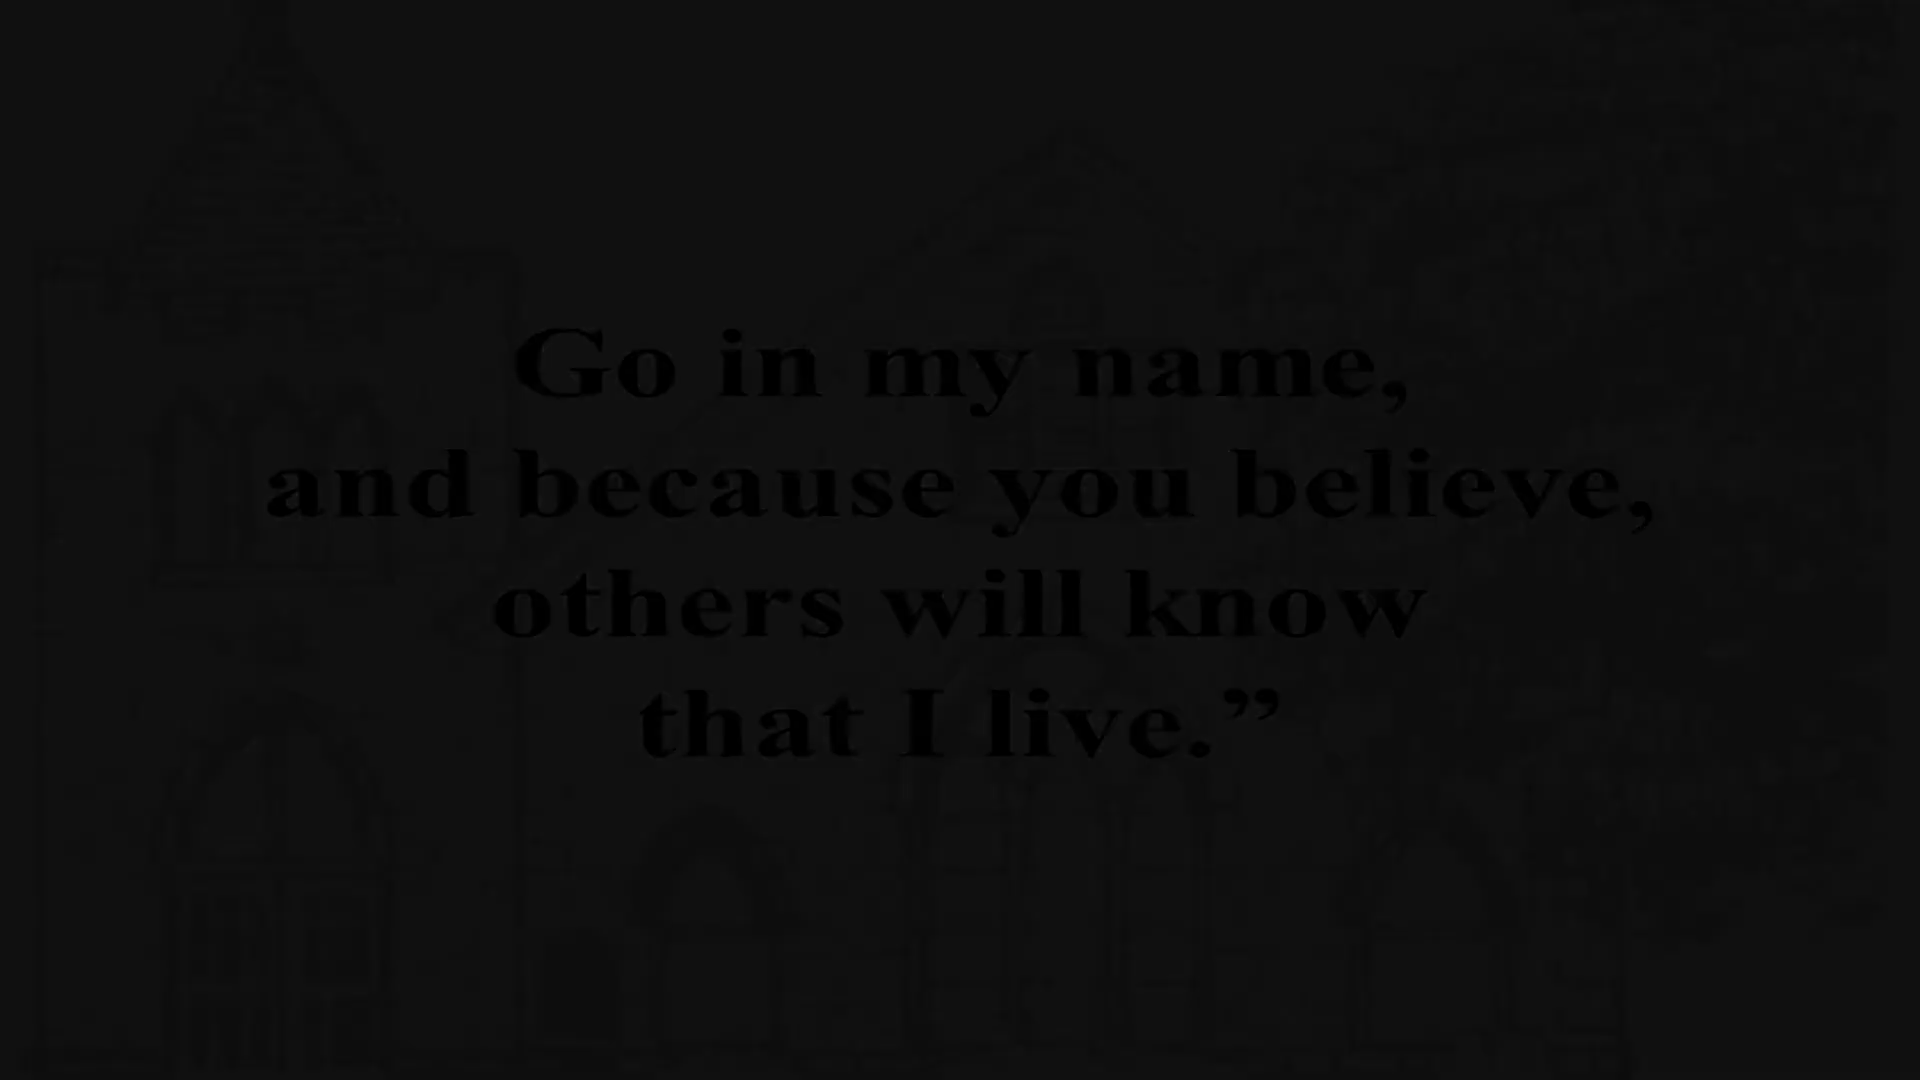 Go in my name,
and because you believe,
others will know
that I live.”